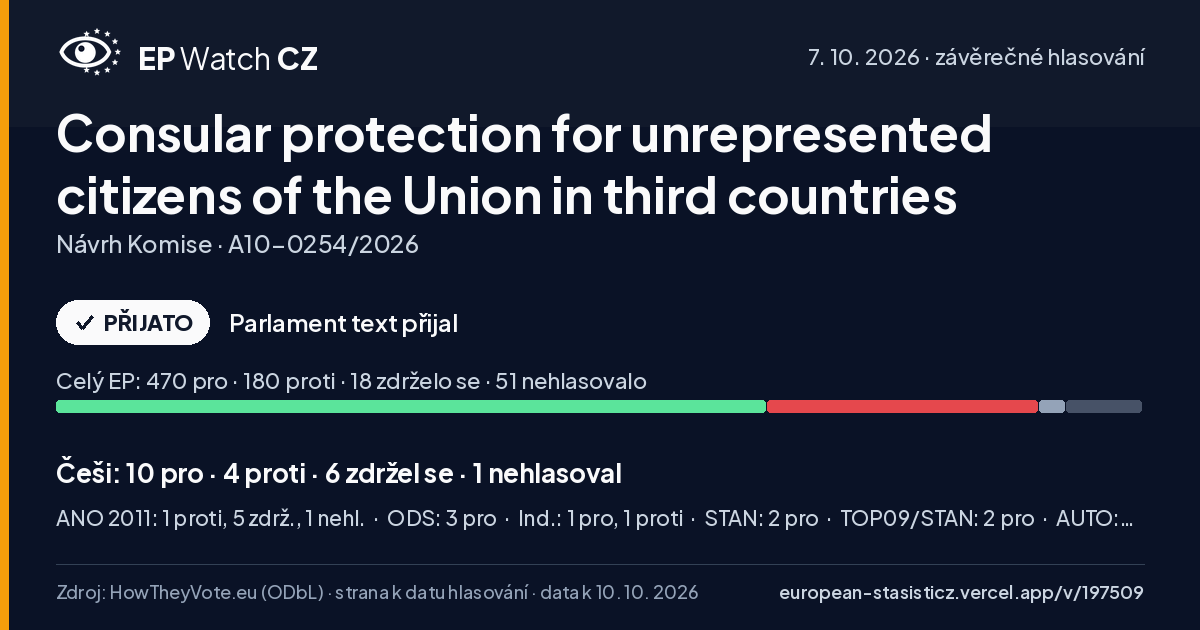 EP Watch CZ
7. 10. 2026 · závěrečné hlasování
Consular protection for unrepresented
citizens of the Union in third countries
Návrh Komise · A10–0254/2026
✓ PŘIJATO
Parlament text přijal
Celý EP: 470 pro · 180 proti · 18 zdrželo se · 51 nehlasovalo
Češi: 10 pro · 4 proti · 6 zdržel se · 1 nehlasoval
ANO 2011: 1 proti, 5 zdrž., 1 nehl. · ODS: 3 pro · Ind.: 1 pro, 1 proti · STAN: 2 pro · TOP09/STAN: 2 pro · AUTO:…
Zdroj: HowTheyVote.eu (ODbL) · strana k datu hlasování · data k 10. 10. 2026
european-stasisticz.vercel.app/v/197509